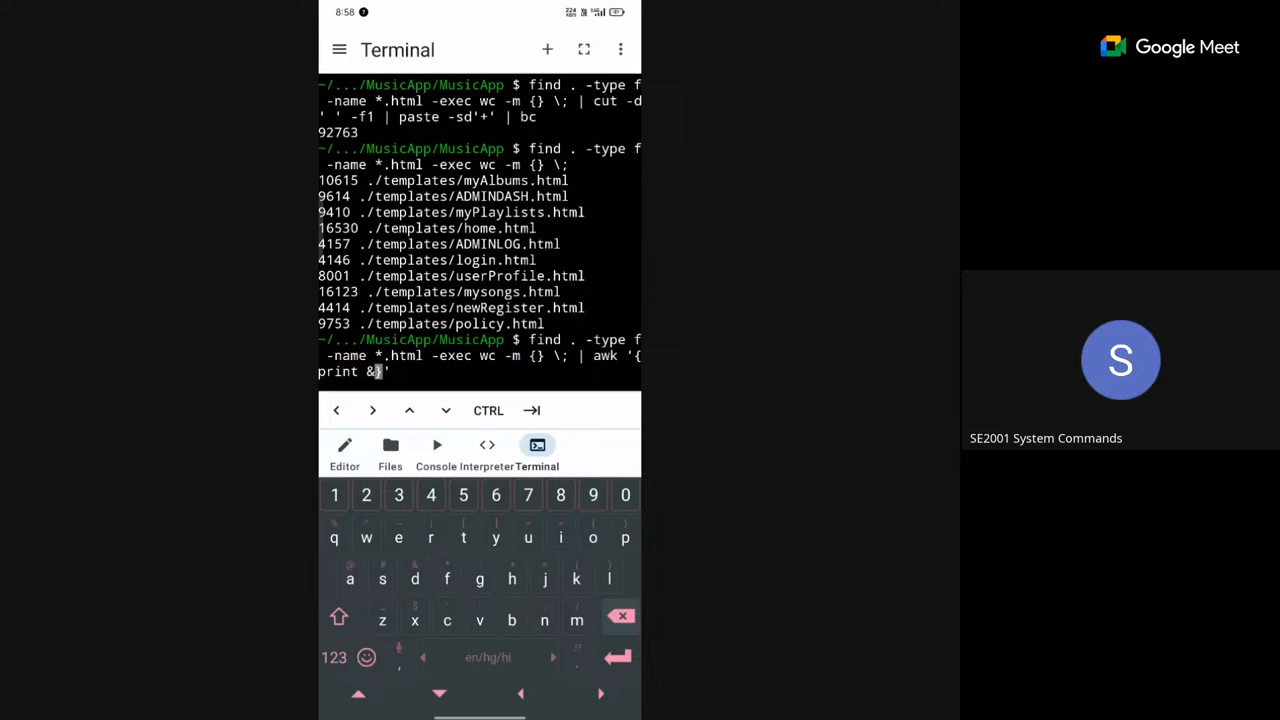 8:58
224 KB/S
Google Meet
Terminal
~/.../MusicApp/MusicApp $ find . -type f
-name *.html -exec wc -m {} \; | cut -d
' ' -f1 | paste -sd'+' | bc
92763
~/.../MusicApp/MusicApp $ find . -type f
-name *.html -exec wc -m {} \;
10615 ./templates/myAlbums.html
9614 ./templates/ADMINDASH.html
9410 ./templates/myPlaylists.html
16530 ./templates/home.html
4157 ./templates/ADMINLOG.html
4146 ./templates/login.html
8001 ./templates/userProfile.html
16123 ./templates/mysongs.html
4414 ./templates/newRegister.html
9753 ./templates/policy.html
~/.../MusicApp/MusicApp $ find . -type f
-name *.html -exec wc -m {} \; | awk '{
print &}'
S
SE2001 System Commands
CTRL
Editor Files Console Interpreter Terminal
1 2 3 4 5 6 7 8 9 0
q w e r t y u i o p
a s d f g h j k l
z x c v b n m
123 , en/hg/hi .